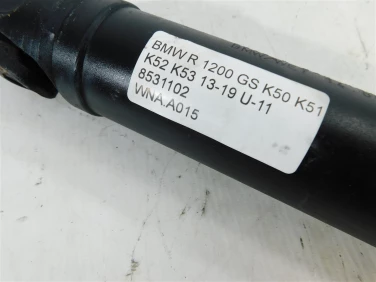 BMW R 1200 GS K50 K51
K52 K53 13-19 U-11
8531102
WNA.A015